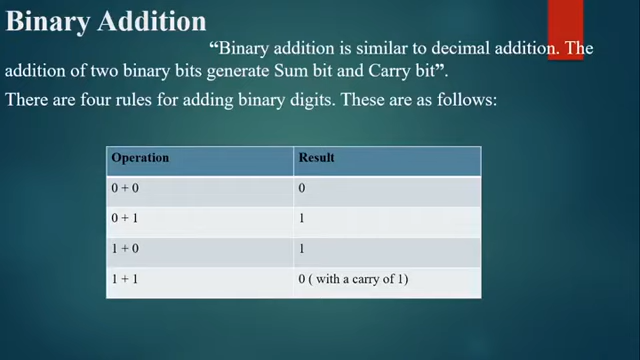 Binary Addition
“Binary addition is similar to decimal addition. The
addition of two binary bits generate Sum bit and Carry bit”.
There are four rules for adding binary digits. These are as follows:
Operation Result
0 + 0 0
0 + 1 1
1 + 0 1
1 + 1 0 ( with a carry of 1)